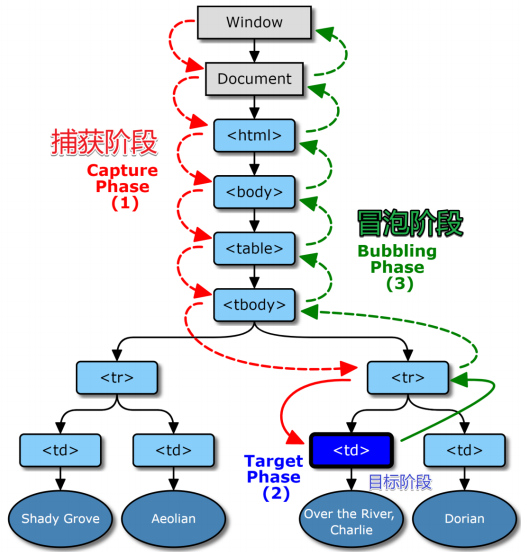 Window
Document
<html>
捕获阶段
Capture
Phase
(1)
<body>
冒泡阶段
Bubbling
Phase
(3)
<table>
<tbody>
<tr>
<tr>
<td>
<td>
<td>
<td>
Target
Phase
(2)
目标阶段
Shady Grove
Aeolian
Over the River,
Charlie
Dorian